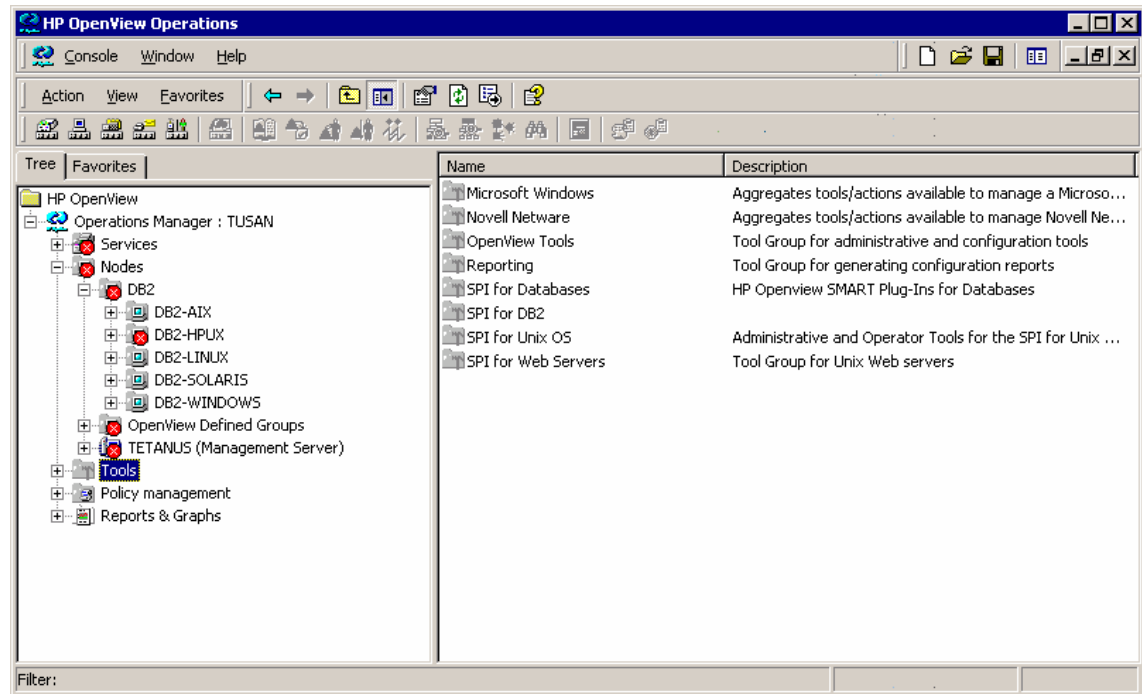 HP OpenView Operations
Console Window Help
Action View Favorites
Tree Favorites
Name Description
HP OpenView
Operations Manager : TUSAN
Services
Nodes
DB2
DB2-AIX
DB2-HPUX
DB2-LINUX
DB2-SOLARIS
DB2-WINDOWS
OpenView Defined Groups
TETANUS (Management Server)
Tools
Policy management
Reports & Graphs
Microsoft Windows Aggregates tools/actions available to manage a Microso...
Novell Netware Aggregates tools/actions available to manage Novell Ne...
OpenView Tools Tool Group for administrative and configuration tools
Reporting Tool Group for generating configuration reports
SPI for Databases HP Openview SMART Plug-Ins for Databases
SPI for DB2
SPI for Unix OS Administrative and Operator Tools for the SPI for Unix ...
SPI for Web Servers Tool Group for Unix Web servers
Filter: